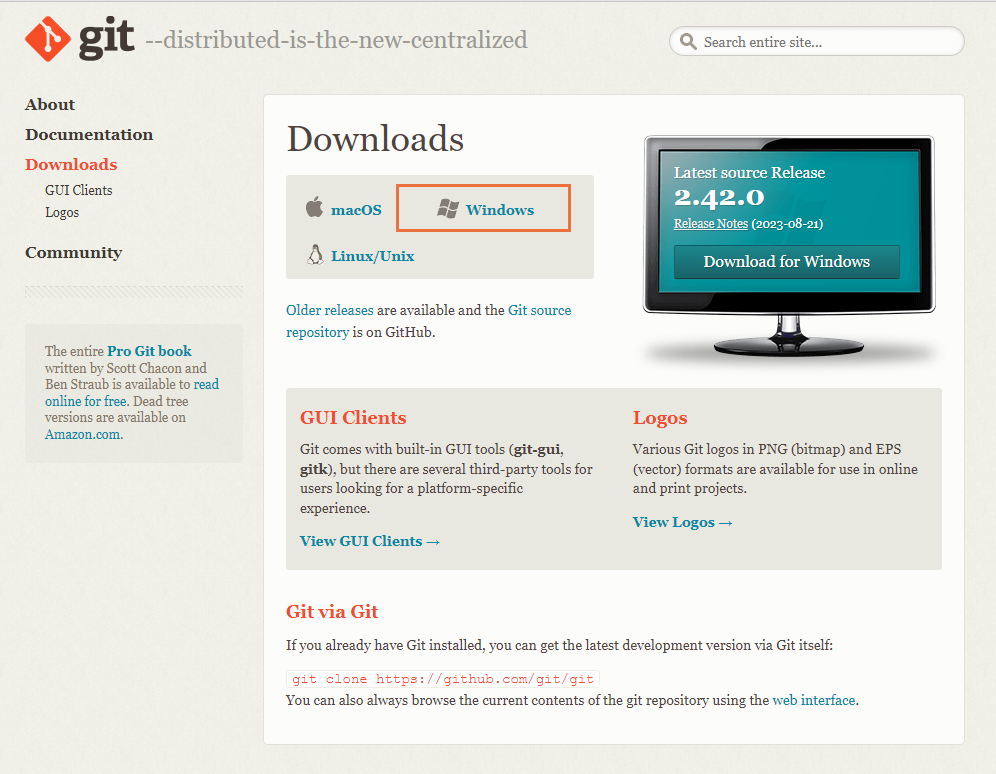 git --distributed-is-the-new-centralized
Search entire site...
About
Documentation
Downloads
GUI Clients
Logos
Community
The entire Pro Git book
written by Scott Chacon and
Ben Straub is available to read
online for free. Dead tree
versions are available on
Amazon.com.
Downloads
macOS
Windows
Linux/Unix
Older releases are available and the Git source
repository is on GitHub.
Latest source Release
2.42.0
Release Notes (2023-08-21)
Download for Windows
GUI Clients
Git comes with built-in GUI tools (git-gui,
gitk), but there are several third-party tools for
users looking for a platform-specific
experience.
View GUI Clients →
Logos
Various Git logos in PNG (bitmap) and EPS
(vector) formats are available for use in online
and print projects.
View Logos →
Git via Git
If you already have Git installed, you can get the latest development version via Git itself:
git clone https://github.com/git/git
You can also always browse the current contents of the git repository using the web interface.